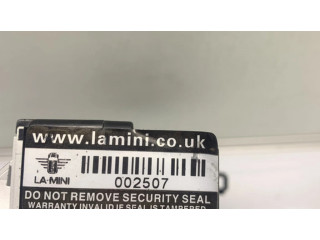 www.lamini.co.uk
LA-MINI
002507
DO NOT REMOVE SECURITY SEAL
WARRANTY INVALID IF SEAL IS TAMPERED